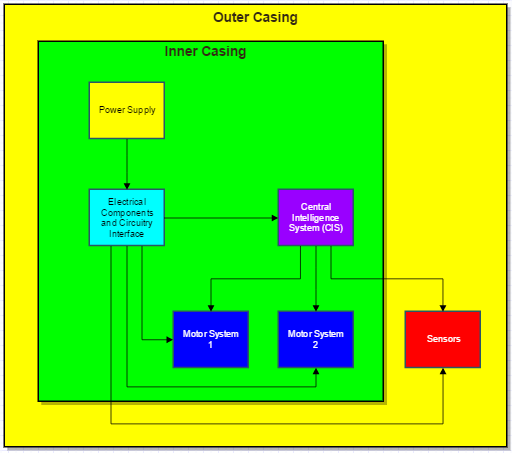 Outer Casing
Inner Casing
Power Supply
Electrical
Components
and Circuitry
Interface
Central
Intelligence
System (CIS)
Motor System
1
Motor System
2
Sensors